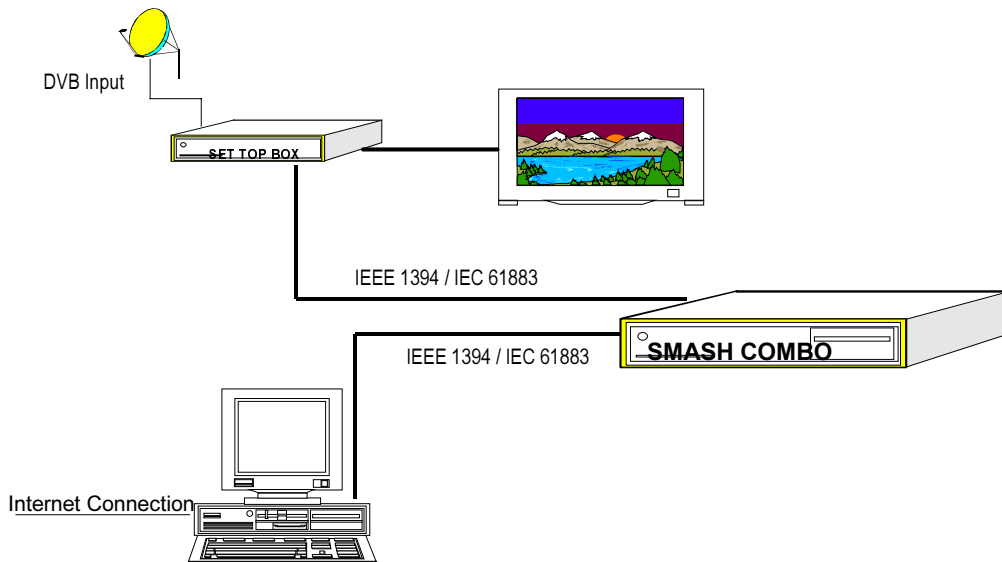 DVB Input
SET TOP BOX
IEEE 1394 / IEC 61883
SMASH COMBO
IEEE 1394 / IEC 61883
Internet Connection